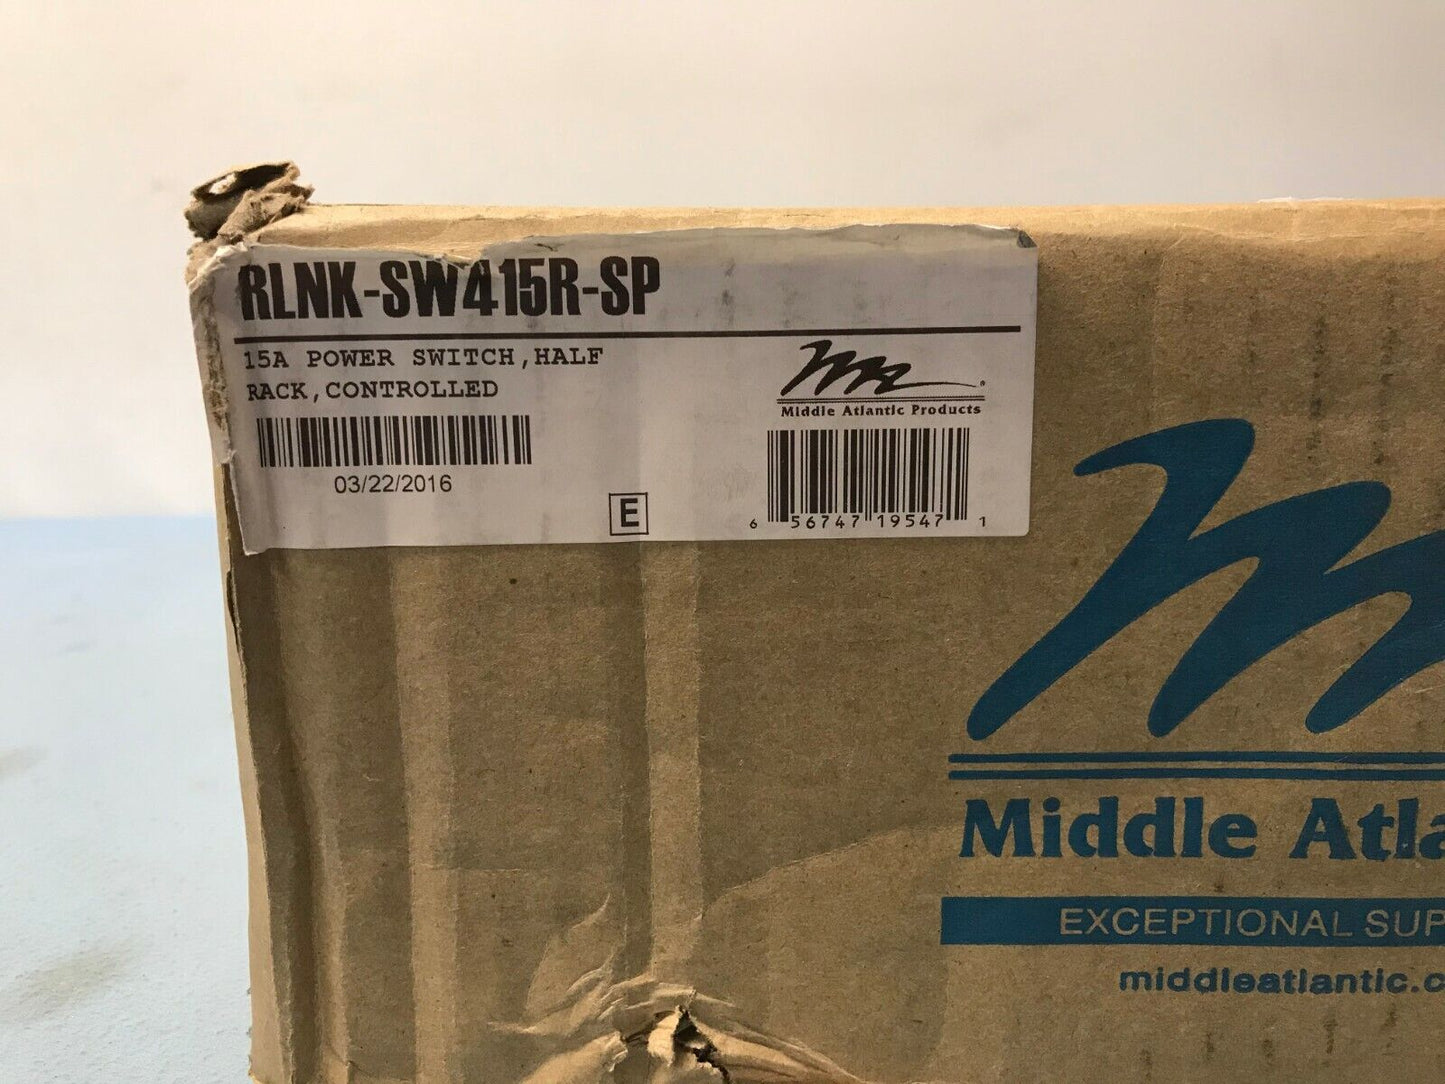 RLNK-SW415R-SP
15A POWER SWITCH,HALF
RACK,CONTROLLED
03/22/2016
E
Middle Atlantic Products
6 56747 19547 1
Middle Atla
EXCEPTIONAL SUP
middleatlantic.c